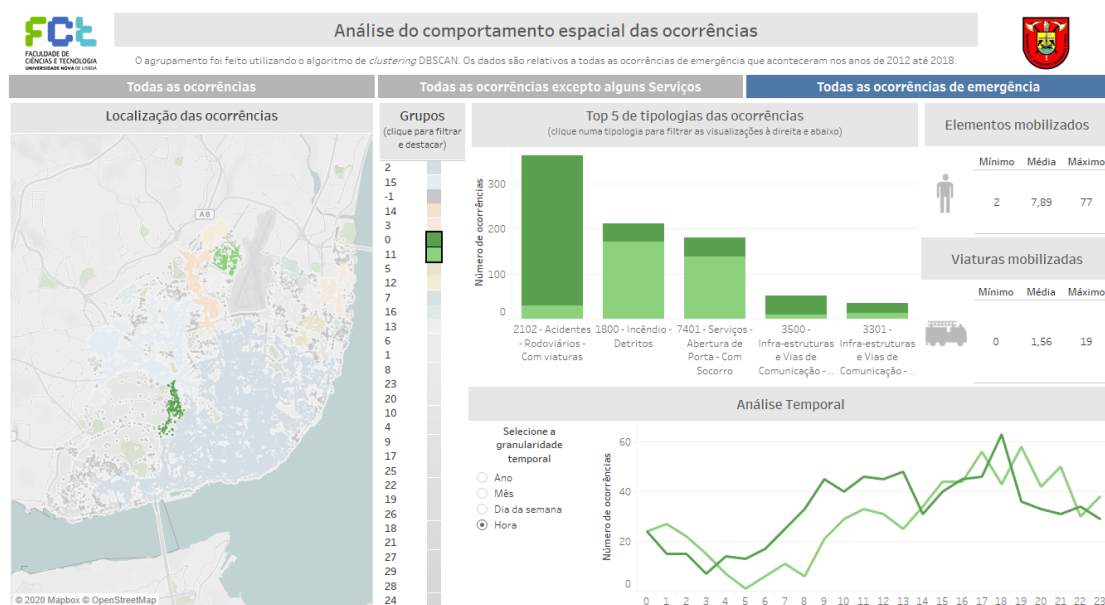 FCt
FACULDADE DE
CIÊNCIAS E TECNOLOGIA
UNIVERSIDADE NOVA DE LISBOA
Análise do comportamento espacial das ocorrências
O agrupamento foi feito utilizando o algoritmo de clustering DBSCAN. Os dados são relativos a todas as ocorrências de emergência que aconteceram nos anos de 2012 até 2018.
Todas as ocorrências
Todas as ocorrências excepto alguns Serviços
Todas as ocorrências de emergência
Localização das ocorrências
A8
© 2020 Mapbox © OpenStreetMap
Grupos
(clique para filtrar
e destacar)
2
15
-1
14
3
0
11
5
12
7
16
13
6
1
8
23
20
10
4
9
17
25
22
19
26
18
21
27
29
28
24
Top 5 de tipologias das ocorrências
(clique numa tipologia para filtrar as visualizações à direita e abaixo)
Número de ocorrências
300
200
100
0
2102 - Acidentes
- Rodoviários -
Com viaturas
1800 - Incêndio -
Detritos
7401 - Serviços -
Abertura de
Porta - Com
Socorro
3500 -
Infra-estruturas
e Vias de
Comunicação - ..
3301 -
Infra-estruturas
e Vias de
Comunicação - ..
Elementos mobilizados
Mínimo Média Máximo
2 7,89 77
Viaturas mobilizadas
Mínimo Média Máximo
0 1,56 19
Análise Temporal
Selecione a
granularidade
temporal
Ano
Mês
Dia da semana
Hora
Número de ocorrências
60
40
20
0
0 1 2 3 4 5 6 7 8 9 10 11 12 13 14 15 16 17 18 19 20 21 22 23